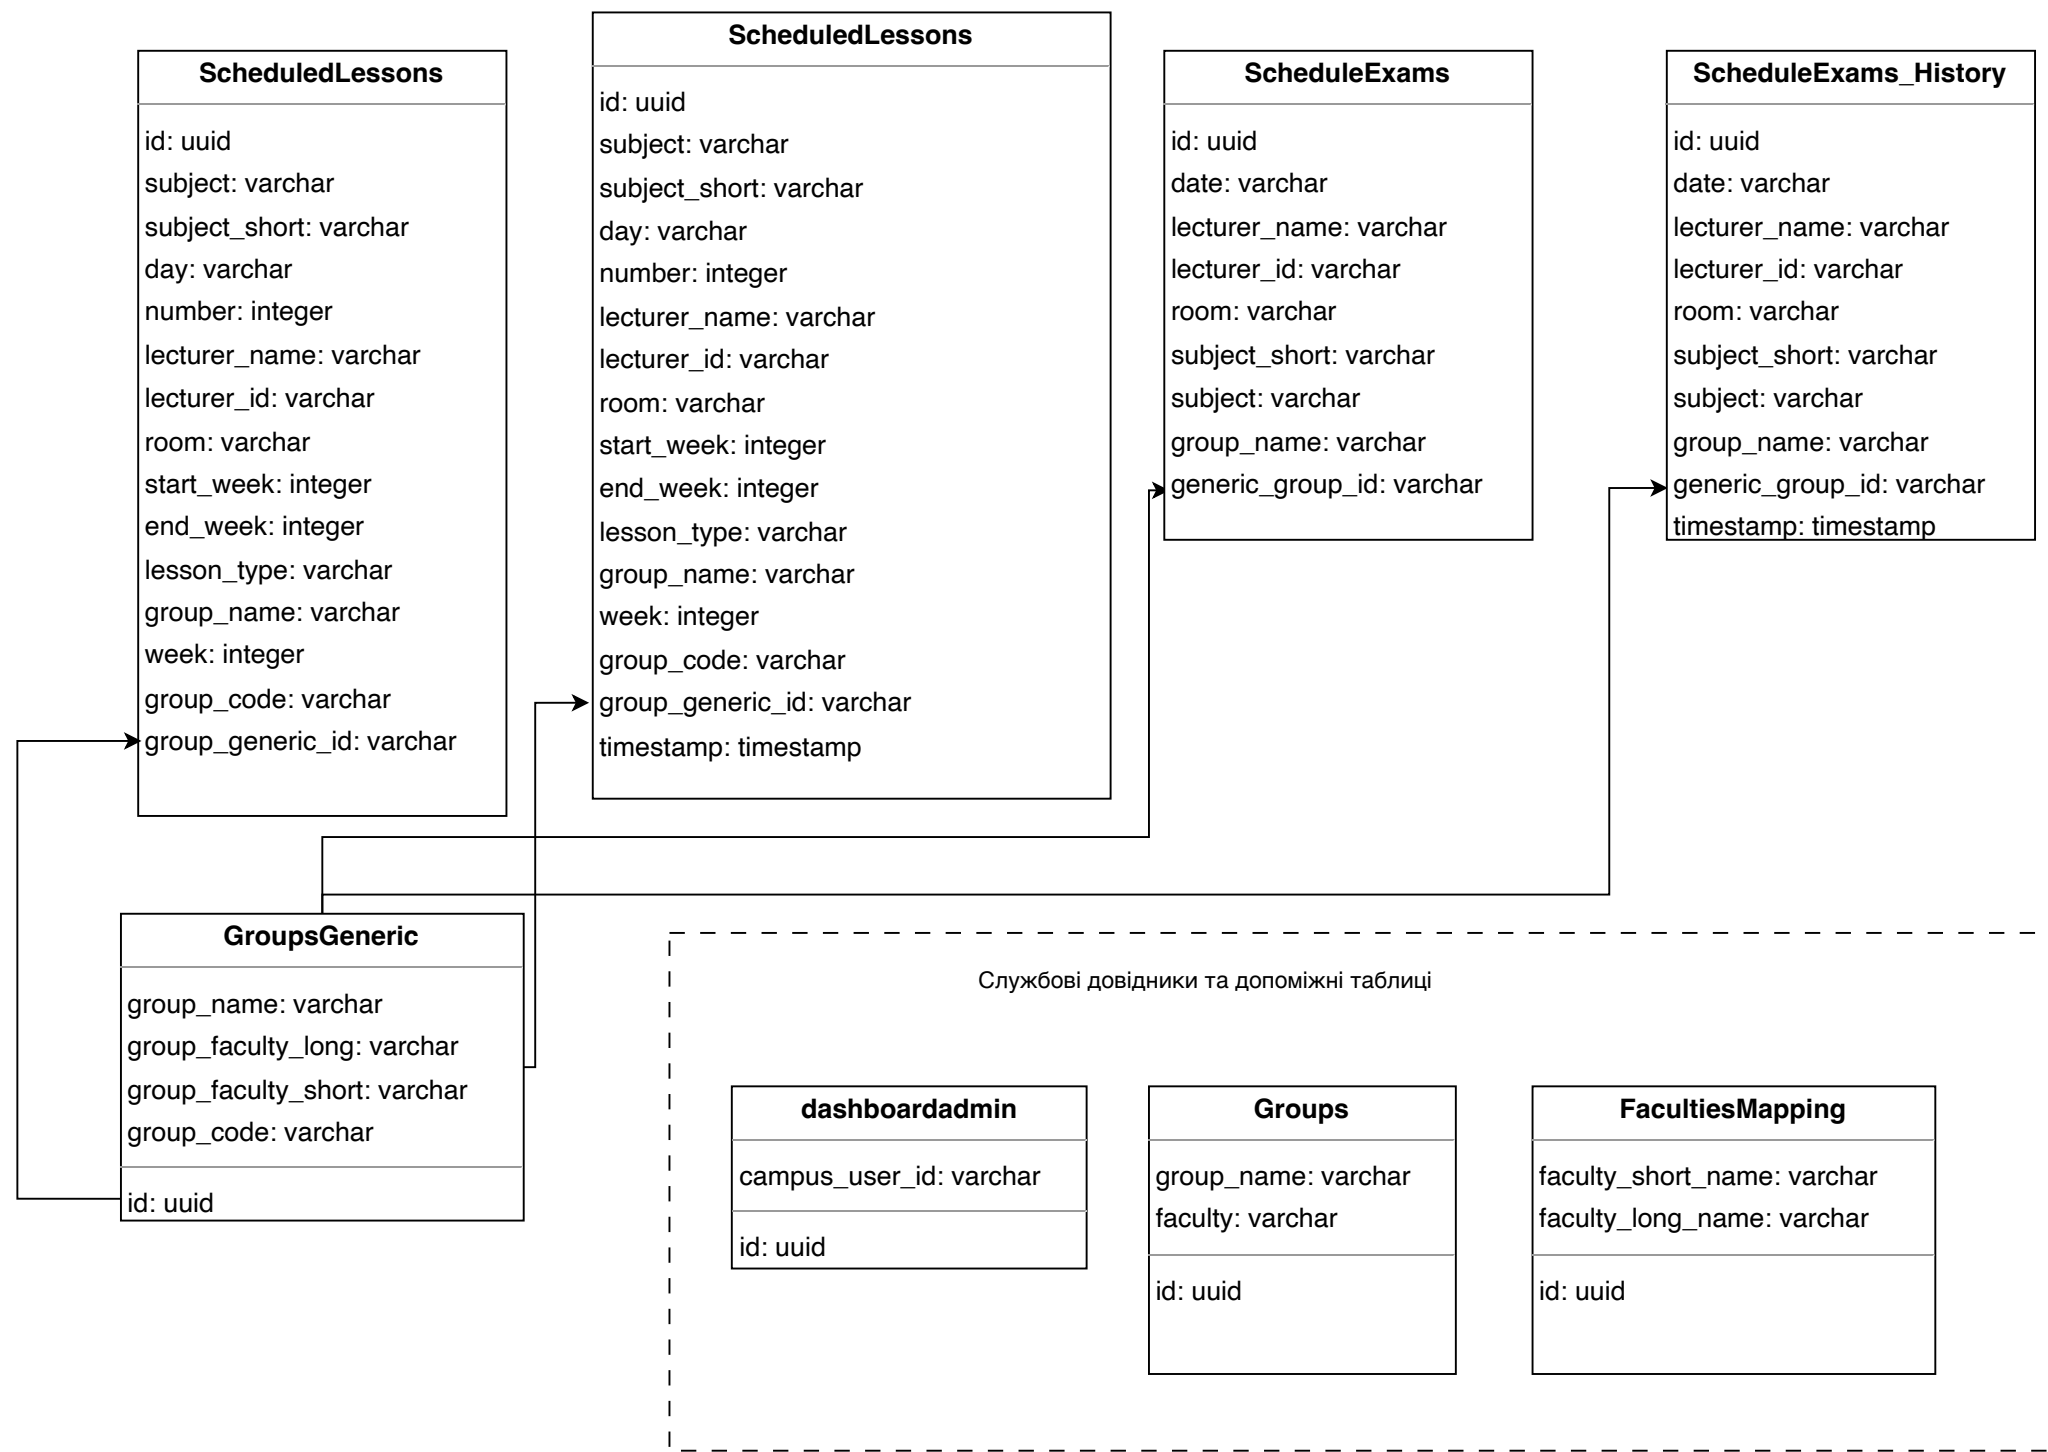 ScheduledLessons
id: uuid
subject: varchar
subject_short: varchar
day: varchar
number: integer
lecturer_name: varchar
lecturer_id: varchar
room: varchar
start_week: integer
end_week: integer
lesson_type: varchar
group_name: varchar
week: integer
group_code: varchar
group_generic_id: varchar
ScheduledLessons
id: uuid
subject: varchar
subject_short: varchar
day: varchar
number: integer
lecturer_name: varchar
lecturer_id: varchar
room: varchar
start_week: integer
end_week: integer
lesson_type: varchar
group_name: varchar
week: integer
group_code: varchar
group_generic_id: varchar
timestamp: timestamp
ScheduleExams
id: uuid
date: varchar
lecturer_name: varchar
lecturer_id: varchar
room: varchar
subject_short: varchar
subject: varchar
group_name: varchar
generic_group_id: varchar
ScheduleExams_History
id: uuid
date: varchar
lecturer_name: varchar
lecturer_id: varchar
room: varchar
subject_short: varchar
subject: varchar
group_name: varchar
generic_group_id: varchar
timestamp: timestamp
GroupsGeneric
group_name: varchar
group_faculty_long: varchar
group_faculty_short: varchar
group_code: varchar
id: uuid
Службові довідники та допоміжні таблиці
dashboardadmin
campus_user_id: varchar
id: uuid
Groups
group_name: varchar
faculty: varchar
id: uuid
FacultiesMapping
faculty_short_name: varchar
faculty_long_name: varchar
id: uuid